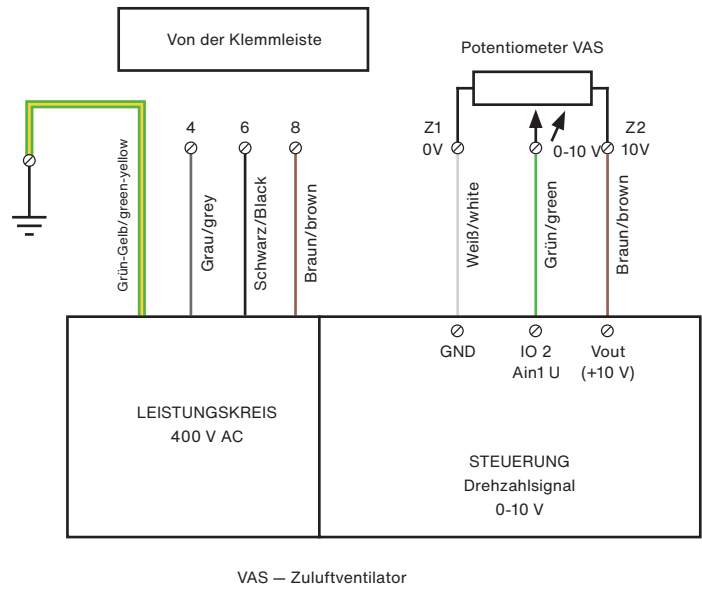 Von der Klemmleiste
Potentiometer VAS
4
6
8
Z1
0V
0-10 V
Z2
10V
Grün-Gelb/green-yellow
Grau/grey
Schwarz/Black
Braun/brown
Weiß/white
Grün/green
Braun/brown
GND
IO 2
Ain1 U
Vout
(+10 V)
LEISTUNGSKREIS
400 V AC
STEUERUNG
Drehzahlsignal
0-10 V
VAS — Zuluftventilator